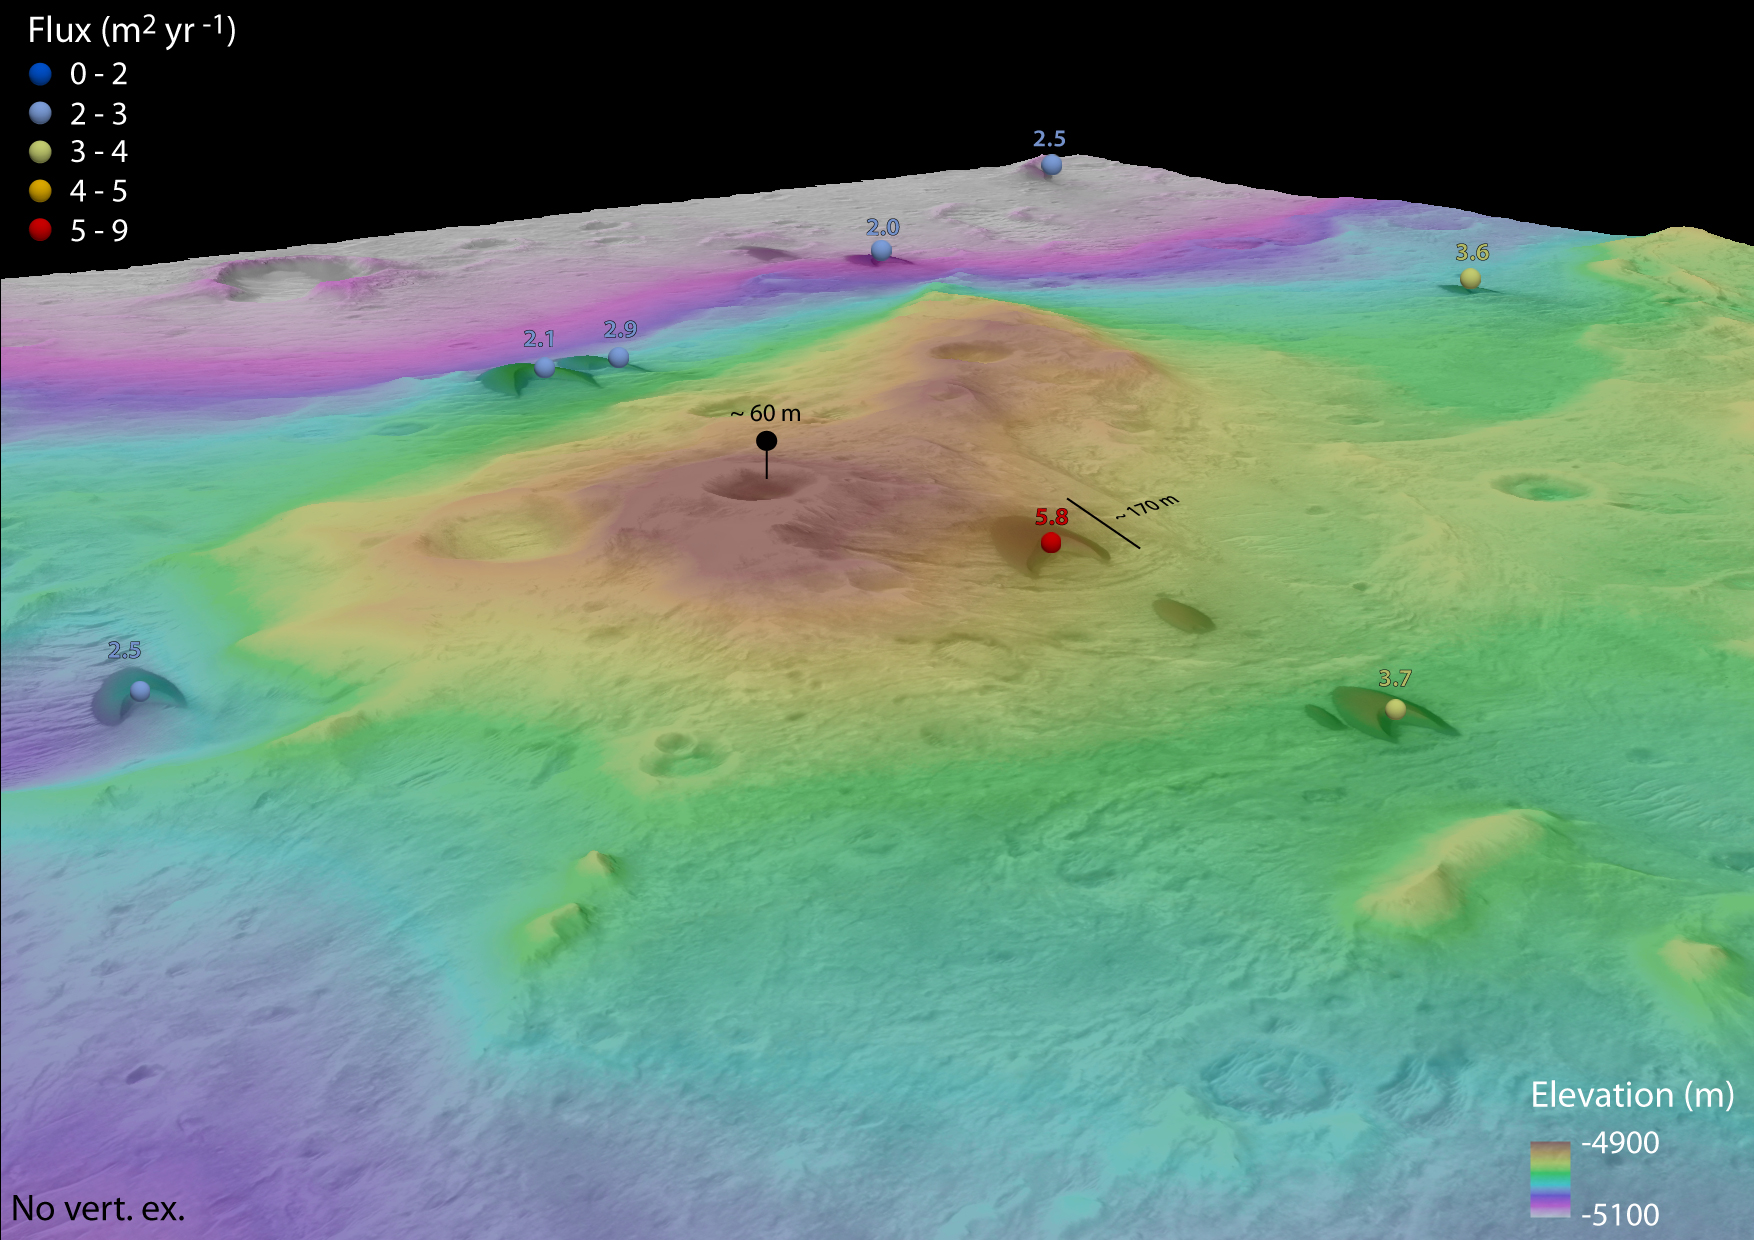 Flux (m2 yr -1)
0 - 2
2 - 3
3 - 4
4 - 5
5 - 9
2.5
2.0
3.6
2.1
2.9
~ 60 m
~ 170 m
5.8
2.5
3.7
Elevation (m)
-4900
-5100
No vert. ex.